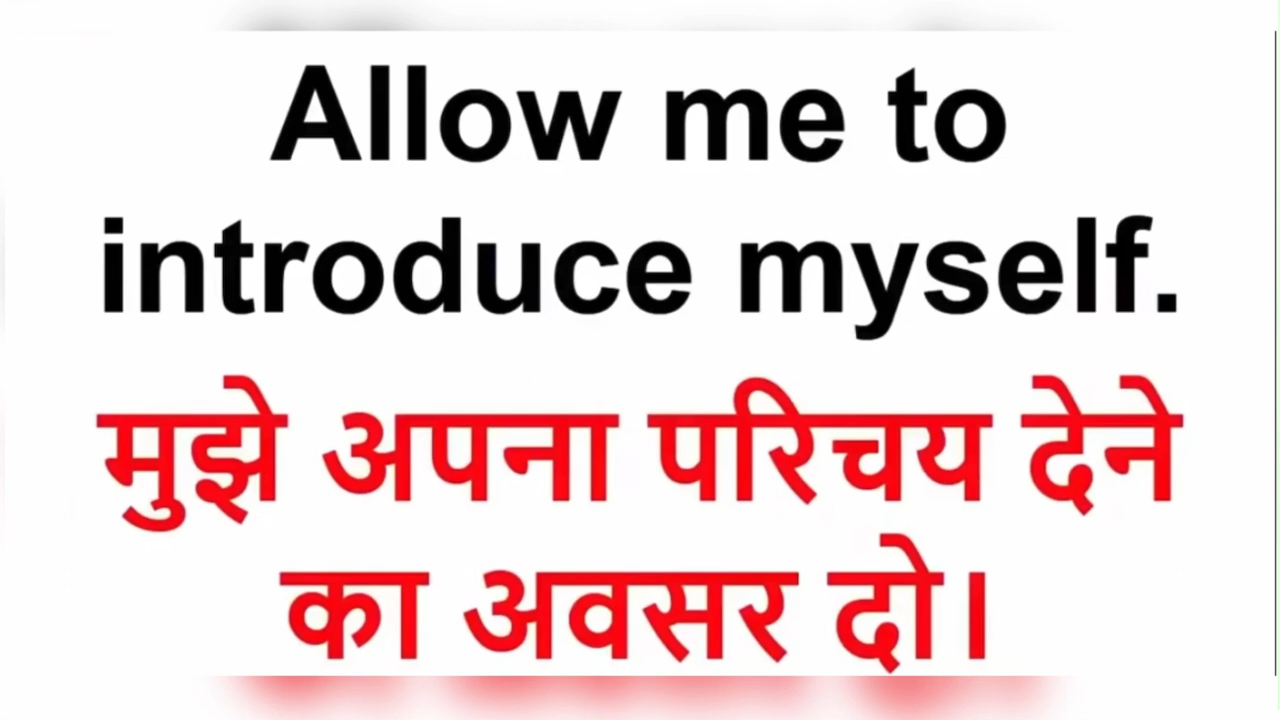 Allow me to
introduce myself.
मुझे अपना परिचय देने
का अवसर दो।